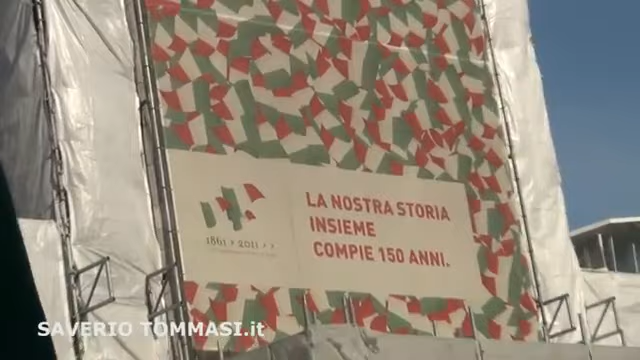 LA NOSTRA STORIA
INSIEME
COMPIE 150 ANNI.
1861 > 2011 > >
SAVERIO TOMMASI.it